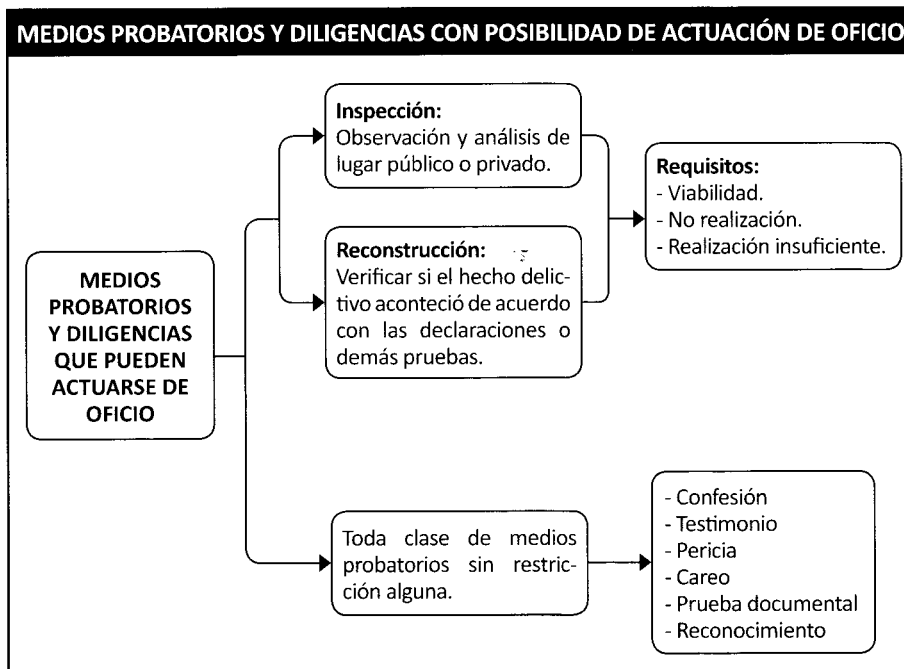 MEDIOS PROBATORIOS Y DILIGENCIAS CON POSIBILIDAD DE ACTUACIÓN DE OFICIO
Inspección:
Observación y análisis de
lugar público o privado.
Reconstrucción:
Verificar si el hecho delic-
tivo aconteció de acuerdo
con las declaraciones o
demás pruebas.
Requisitos:
- Viabilidad.
- No realización.
- Realización insuficiente.
MEDIOS
PROBATORIOS
Y DILIGENCIAS
QUE PUEDEN
ACTUARSE DE
OFICIO
Toda clase de medios
probatorios sin restric-
ción alguna.
- Confesión
- Testimonio
- Pericia
- Careo
- Prueba documental
- Reconocimiento